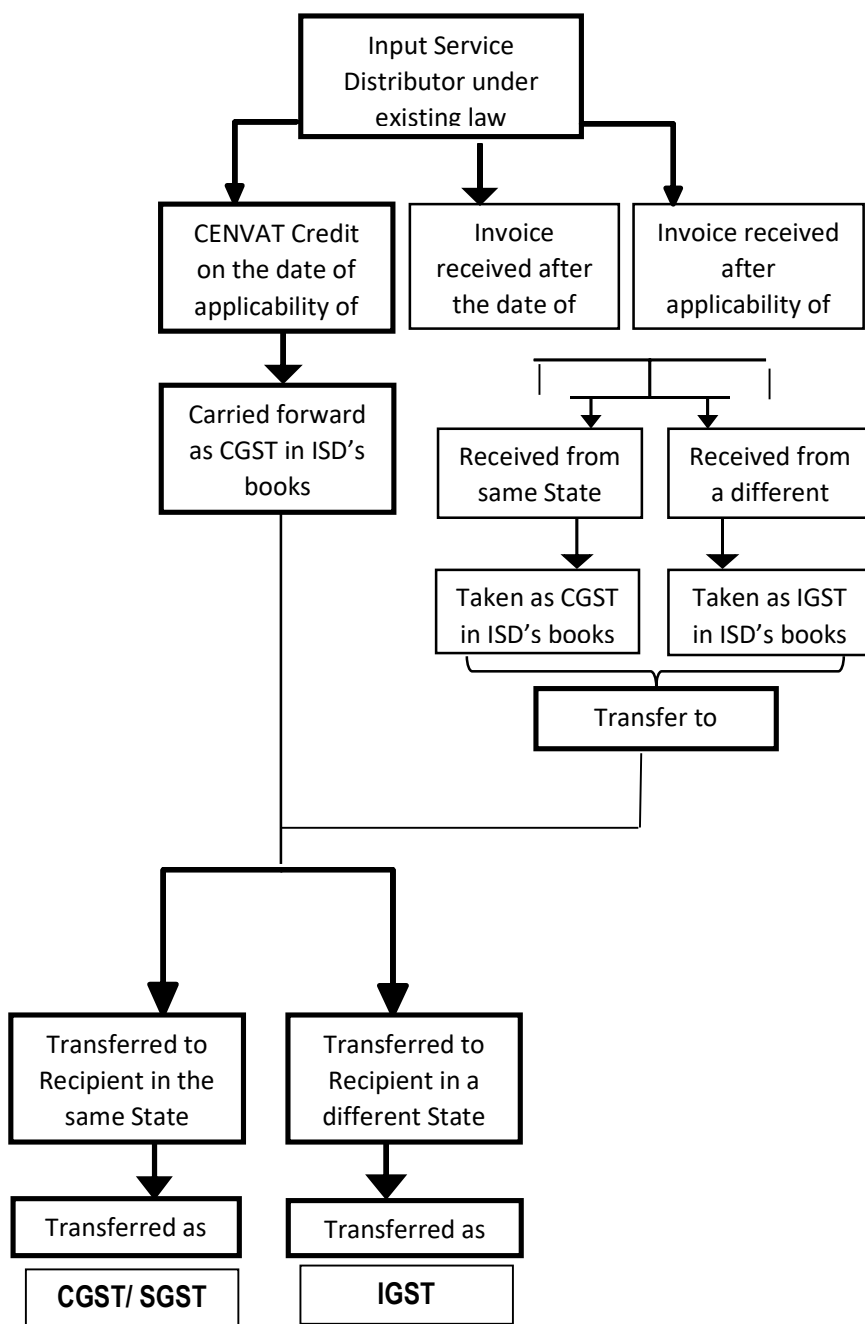 Input Service
Distributor under
existing law
CENVAT Credit
on the date of
applicability of
Invoice
received after
the date of
Invoice received
after
applicability of
Carried forward
as CGST in ISD’s
books
Received from
same State
Received from
a different
Taken as CGST
in ISD’s books
Taken as IGST
in ISD’s books
Transfer to
Transferred to
Recipient in the
same State
Transferred to
Recipient in a
different State
Transferred as
Transferred as
CGST/ SGST
IGST